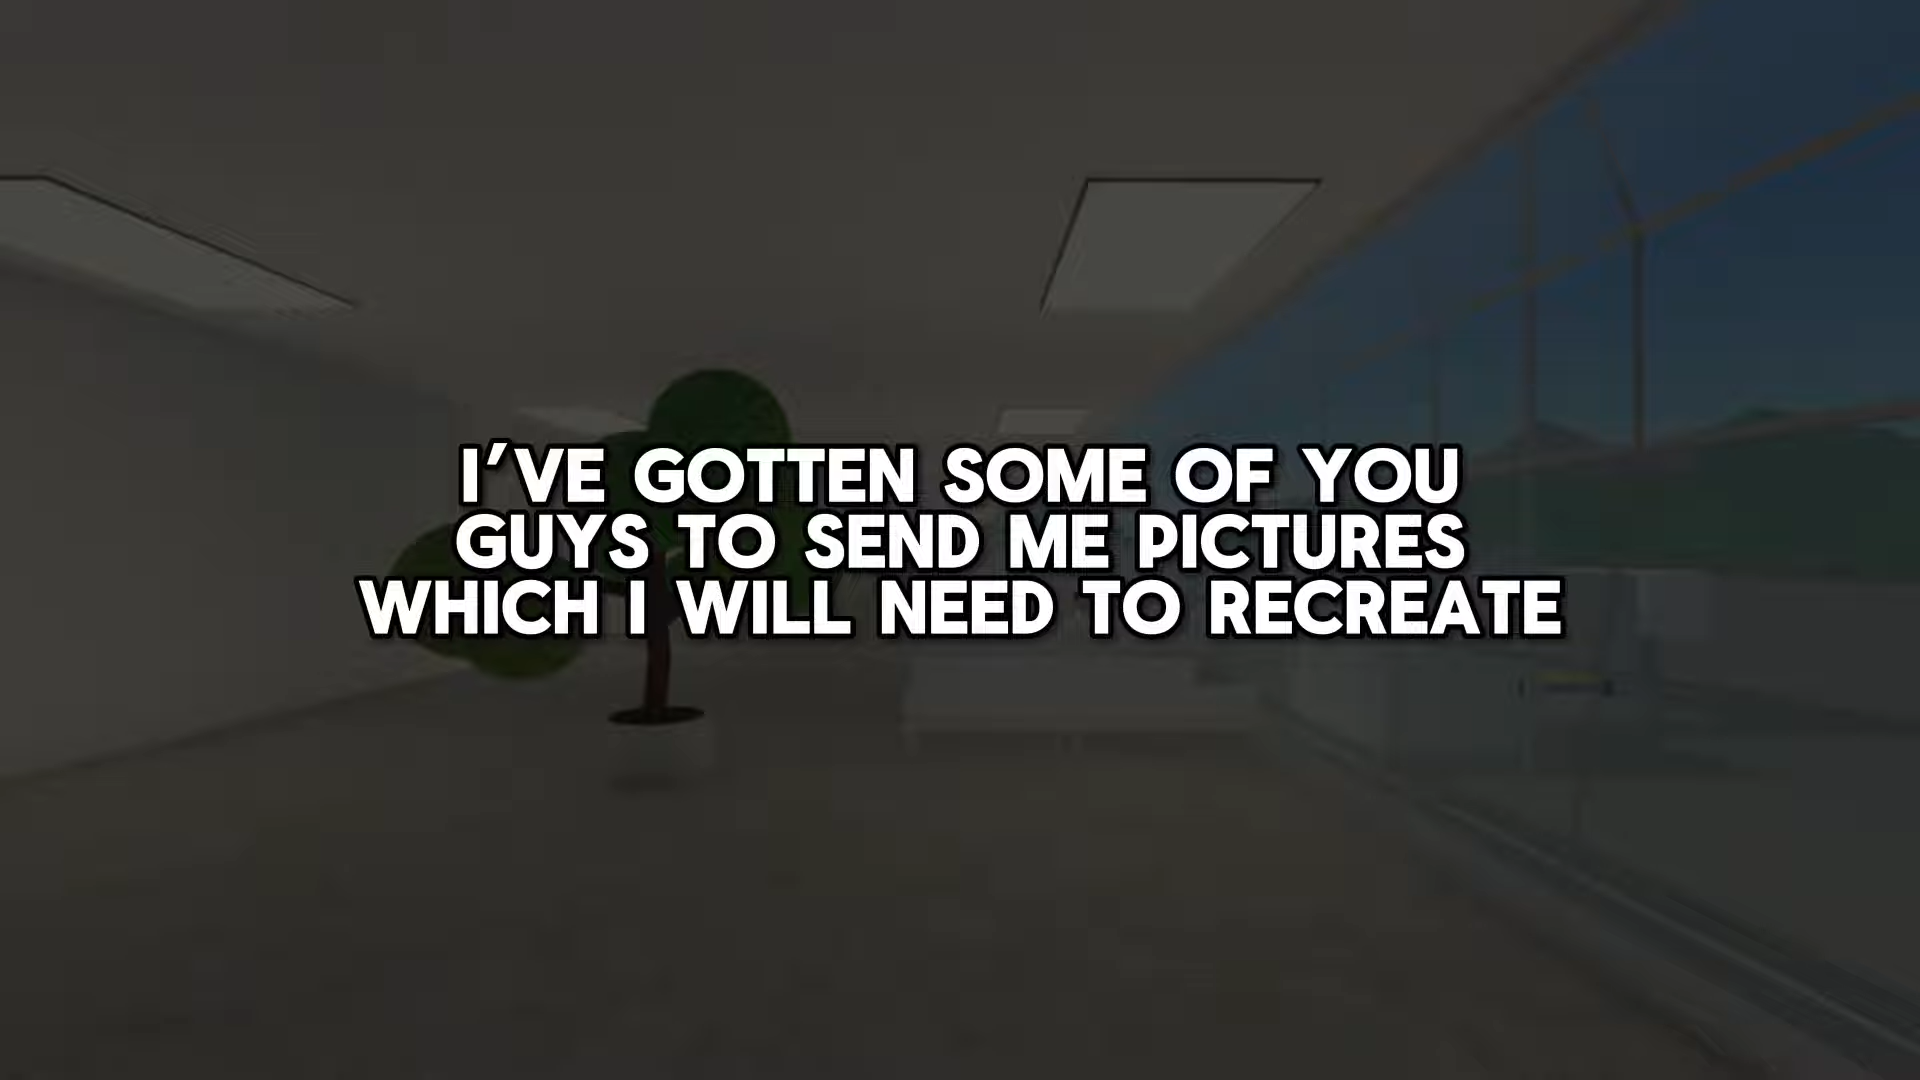 I'VE GOTTEN SOME OF YOU
GUYS TO SEND ME PICTURES
WHICH I WILL NEED TO RECREATE